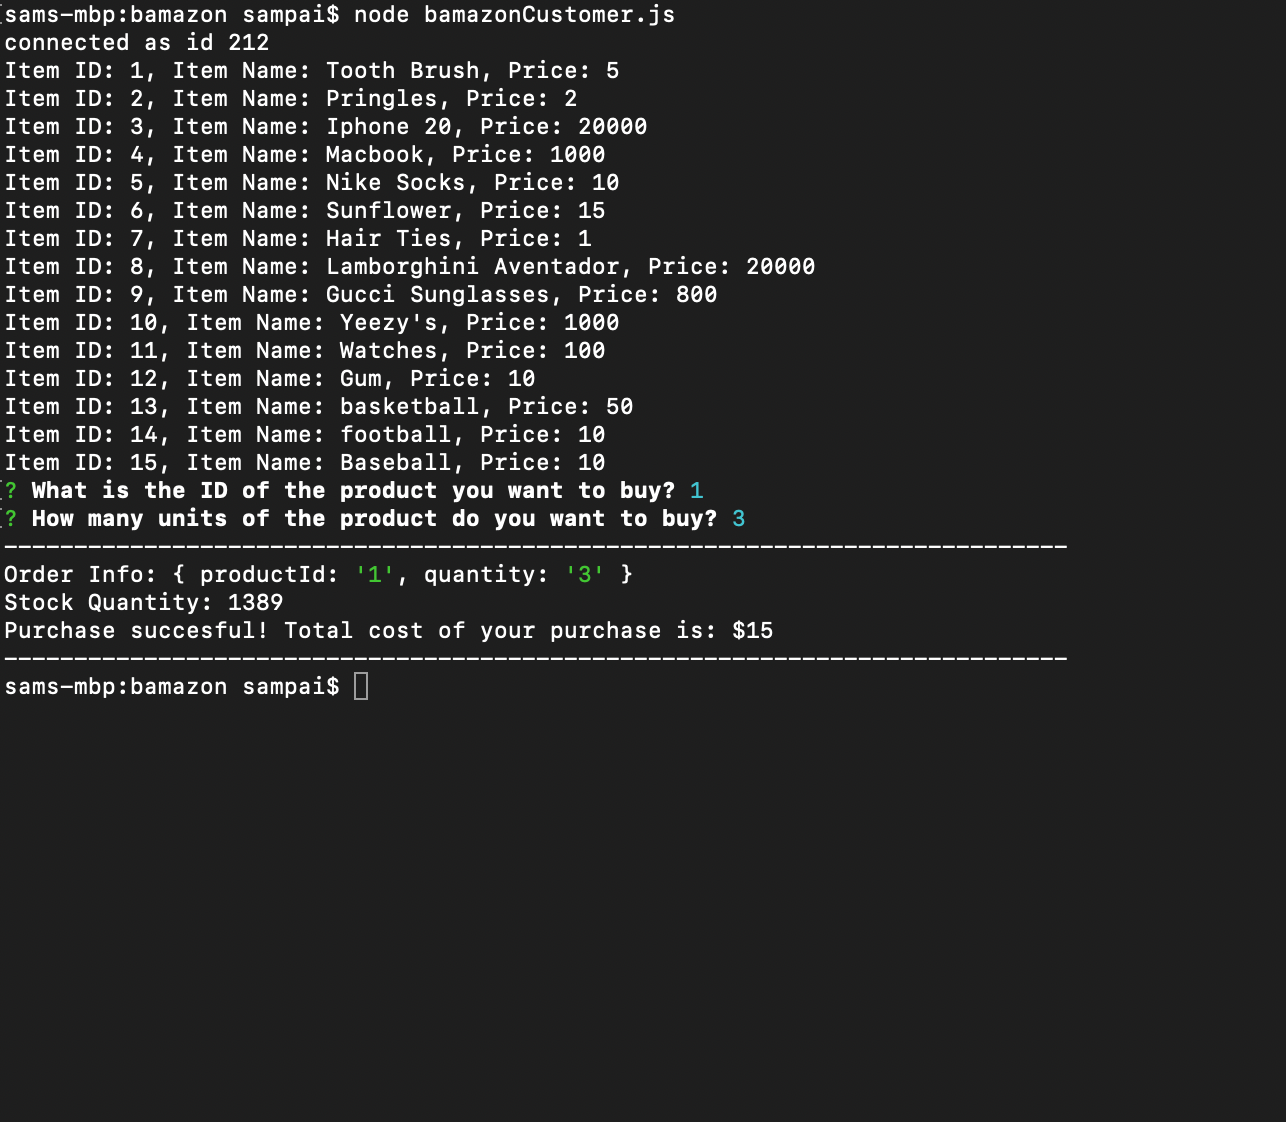 sams-mbp:bamazon sampai$ node bamazonCustomer.js
connected as id 212
Item ID: 1, Item Name: Tooth Brush, Price: 5
Item ID: 2, Item Name: Pringles, Price: 2
Item ID: 3, Item Name: Iphone 20, Price: 20000
Item ID: 4, Item Name: Macbook, Price: 1000
Item ID: 5, Item Name: Nike Socks, Price: 10
Item ID: 6, Item Name: Sunflower, Price: 15
Item ID: 7, Item Name: Hair Ties, Price: 1
Item ID: 8, Item Name: Lamborghini Aventador, Price: 20000
Item ID: 9, Item Name: Gucci Sunglasses, Price: 800
Item ID: 10, Item Name: Yeezy's, Price: 1000
Item ID: 11, Item Name: Watches, Price: 100
Item ID: 12, Item Name: Gum, Price: 10
Item ID: 13, Item Name: basketball, Price: 50
Item ID: 14, Item Name: football, Price: 10
Item ID: 15, Item Name: Baseball, Price: 10
? What is the ID of the product you want to buy? 1
? How many units of the product do you want to buy? 3
----------------------------------------------------------------------------
Order Info: { productId: '1', quantity: '3' }
Stock Quantity: 1389
Purchase succesful! Total cost of your purchase is: $15
----------------------------------------------------------------------------
sams-mbp:bamazon sampai$